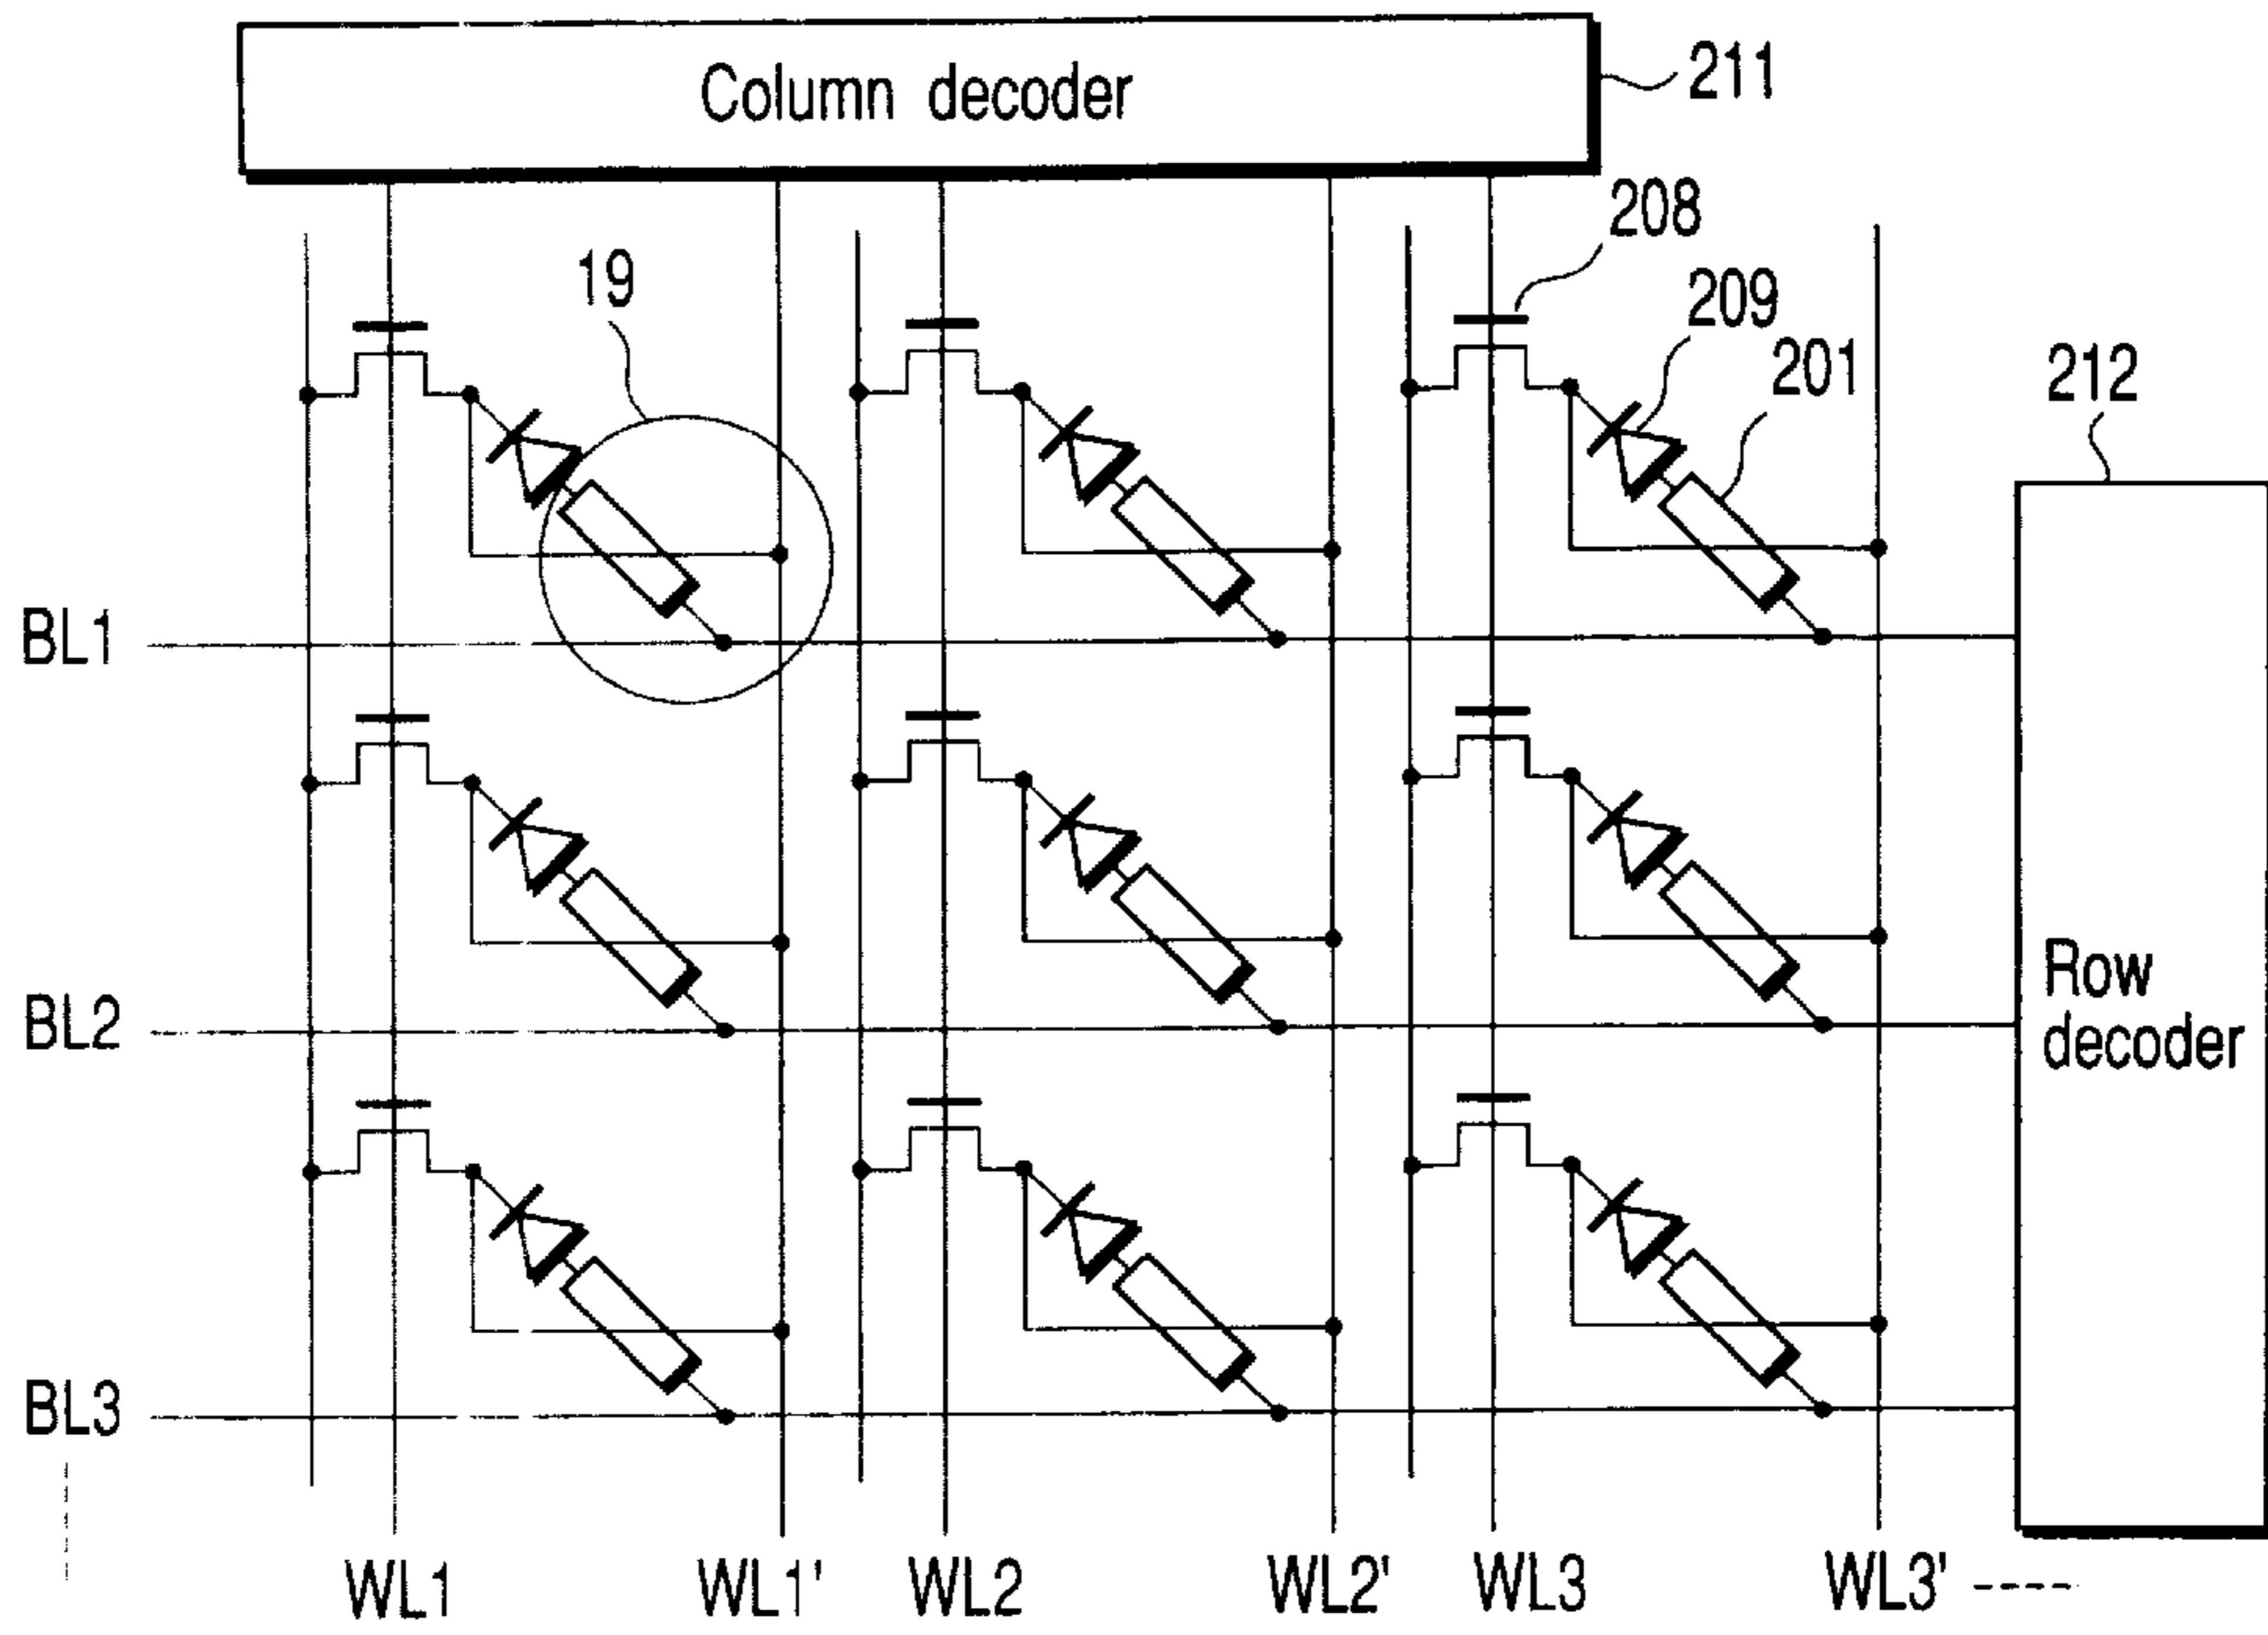 Column decoder
211
208
19
209
201
212
BL1
Row
decoder
BL2
BL3
WL1 WL1' WL2 WL2' WL3 WL3'